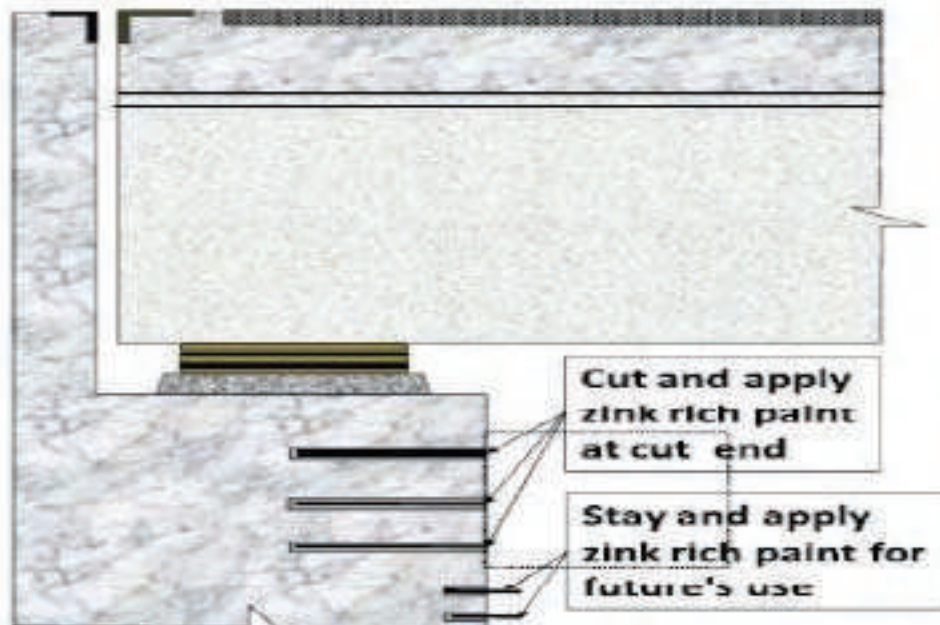 Cut and apply
zink rich paint
at cut end
Stay and apply
zink rich paint for
future's use